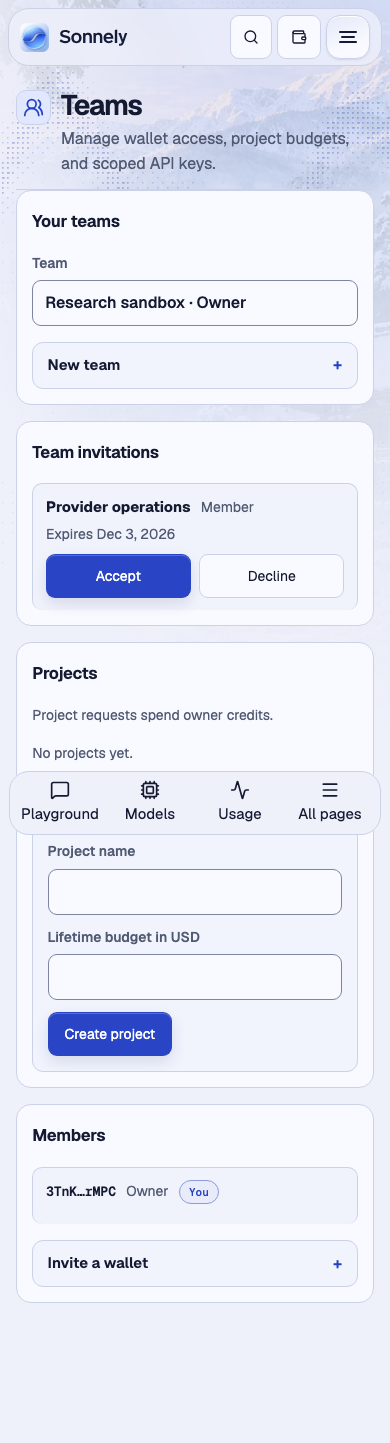 Sonnely
Teams
Manage wallet access, project budgets,
and scoped API keys.
Your teams
Team
Research sandbox · Owner
New team +
Team invitations
Provider operations Member
Expires Dec 3, 2026
Accept Decline
Projects
Project requests spend owner credits.
No projects yet.
Playground Models Usage All pages
Project name
Lifetime budget in USD
Create project
Members
3TnK…rMPC Owner You
Invite a wallet +